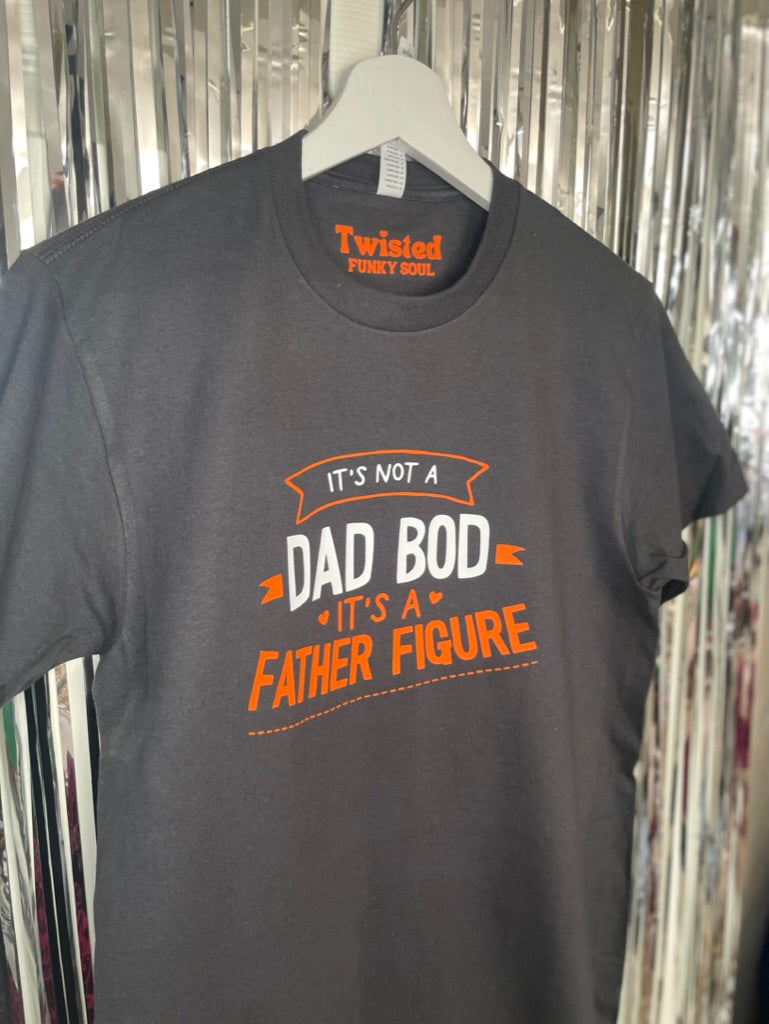 Twisted
FUNKY SOUL
IT'S NOT A
DAD BOD
IT'S A
FATHER FIGURE